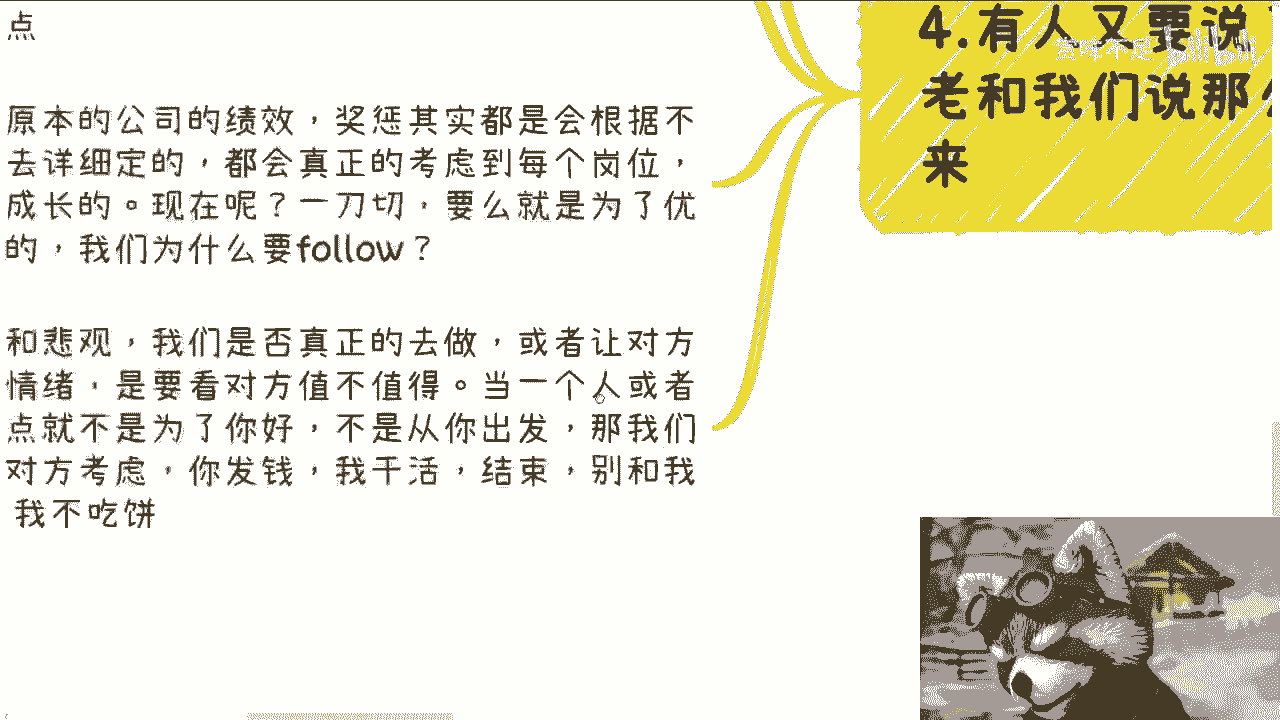 点
原本的公司的绩效，奖惩其实都是会根据不
去详细定的，都会真正的考虑到每个岗位，
成长的。现在呢？一刀切，要么就是为了优
的，我们为什么要follow？
和悲观，我们是否真正的去做，或者让对方
情绪，是要看对方值不值得。当一个人或者
点就不是为了你好，不是从你出发，那我们
对方考虑，你发钱，我干活，结束，别和我
我不吃饼
4.有人又要说
老和我们说那
来